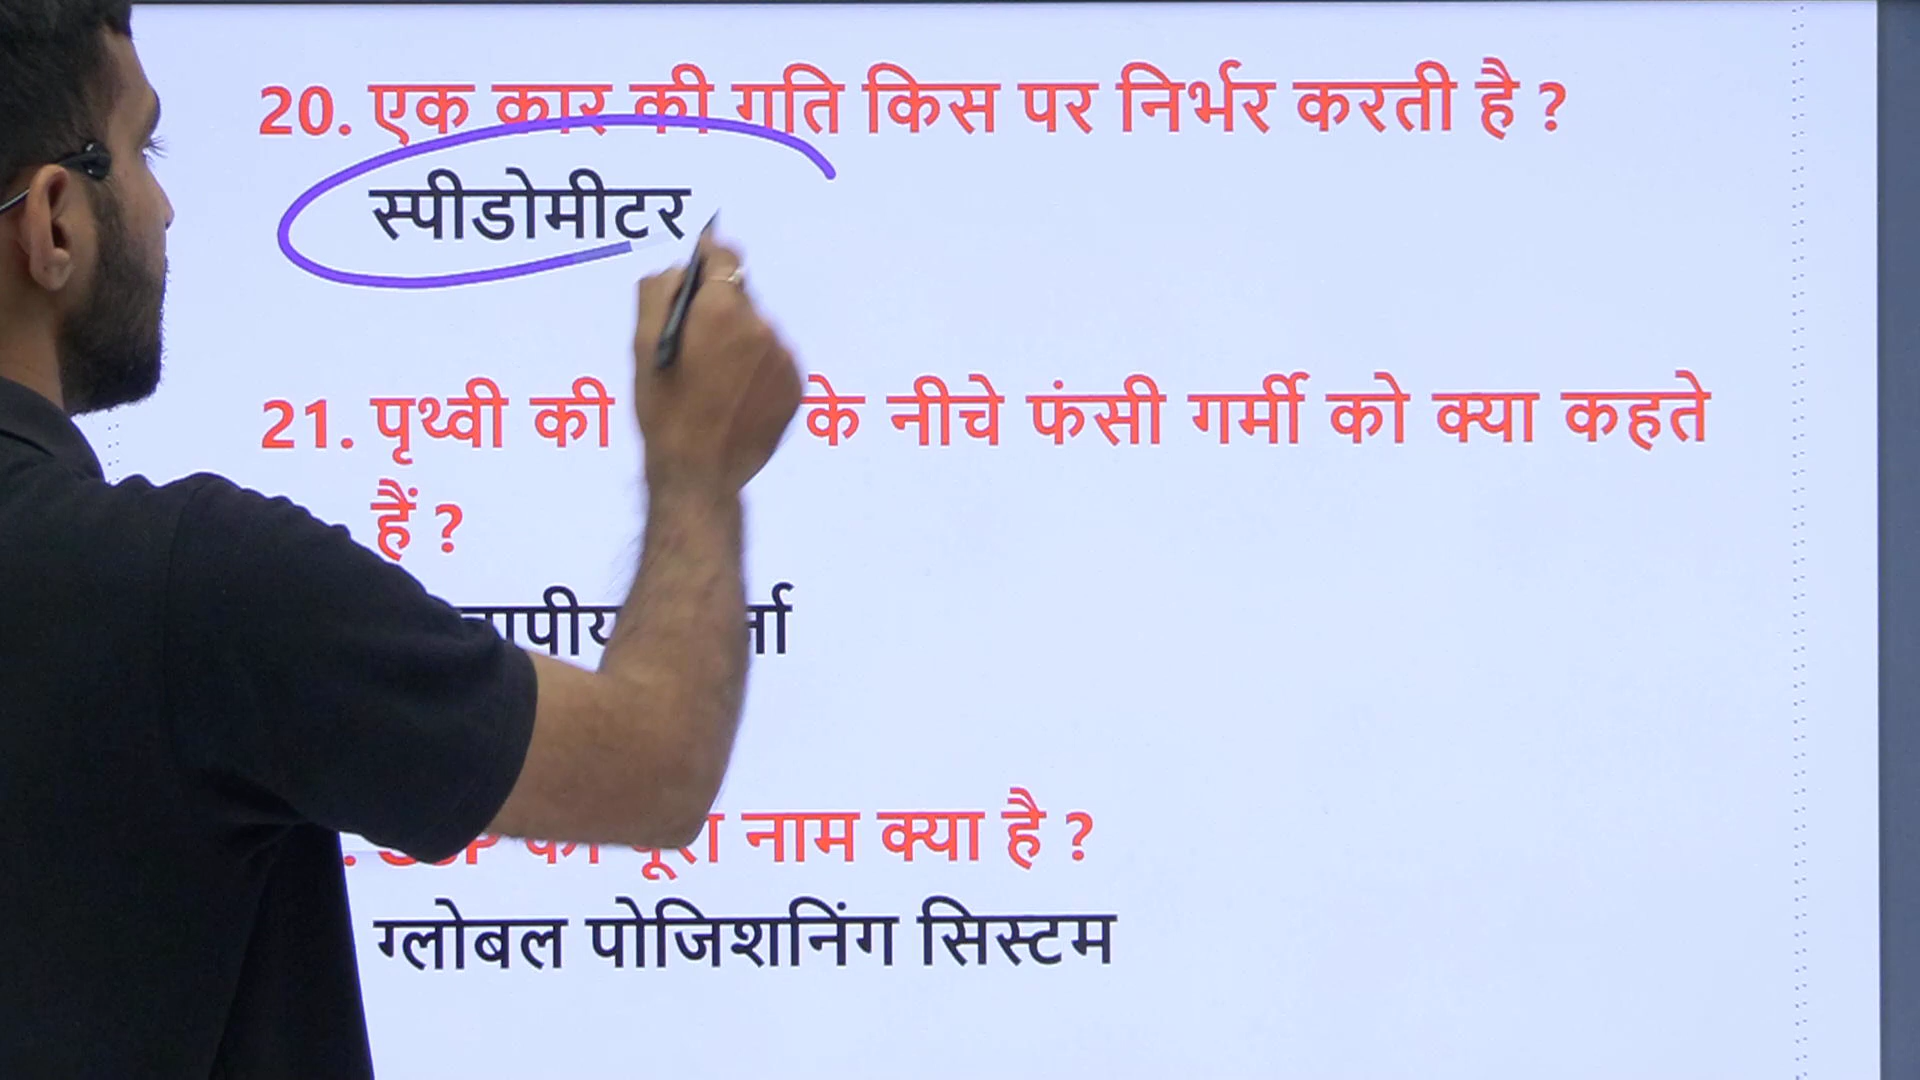 20. एक कार की गति किस पर निर्भर करती है ?
स्पीडोमीटर
21. पृथ्वी की के नीचे फंसी गर्मी को क्या कहते
हैं ?
नाम क्या है ?
ग्लोबल पोजिशनिंग सिस्टम